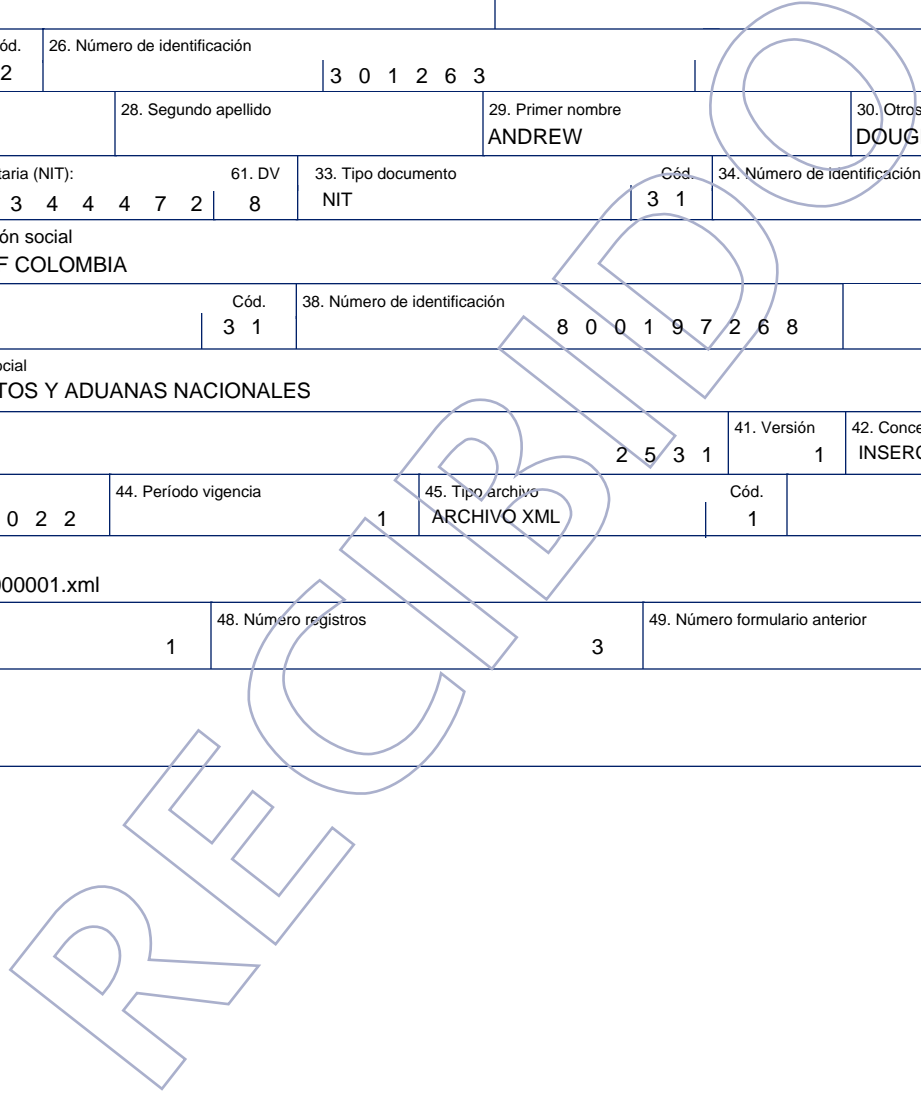 ód. 26. Número de identificación
2 3 0 1 2 6 3
28. Segundo apellido 29. Primer nombre 30. Otros
ANDREW DOUG
taria (NIT): 61. DV 33. Tipo documento Cód. 34. Número de identificación
3 4 4 4 7 2 8 NIT 3 1
ón social
F COLOMBIA
Cód. 38. Número de identificación
3 1 8 0 0 1 9 7 2 6 8
ocial
TOS Y ADUANAS NACIONALES
41. Versión 42. Conce
2 5 3 1 1 INSERC
44. Período vigencia 45. Tipo archivo Cód.
0 2 2 1 ARCHIVO XML 1
000001.xml
48. Número registros 49. Número formulario anterior
1 3
RECIBIDO